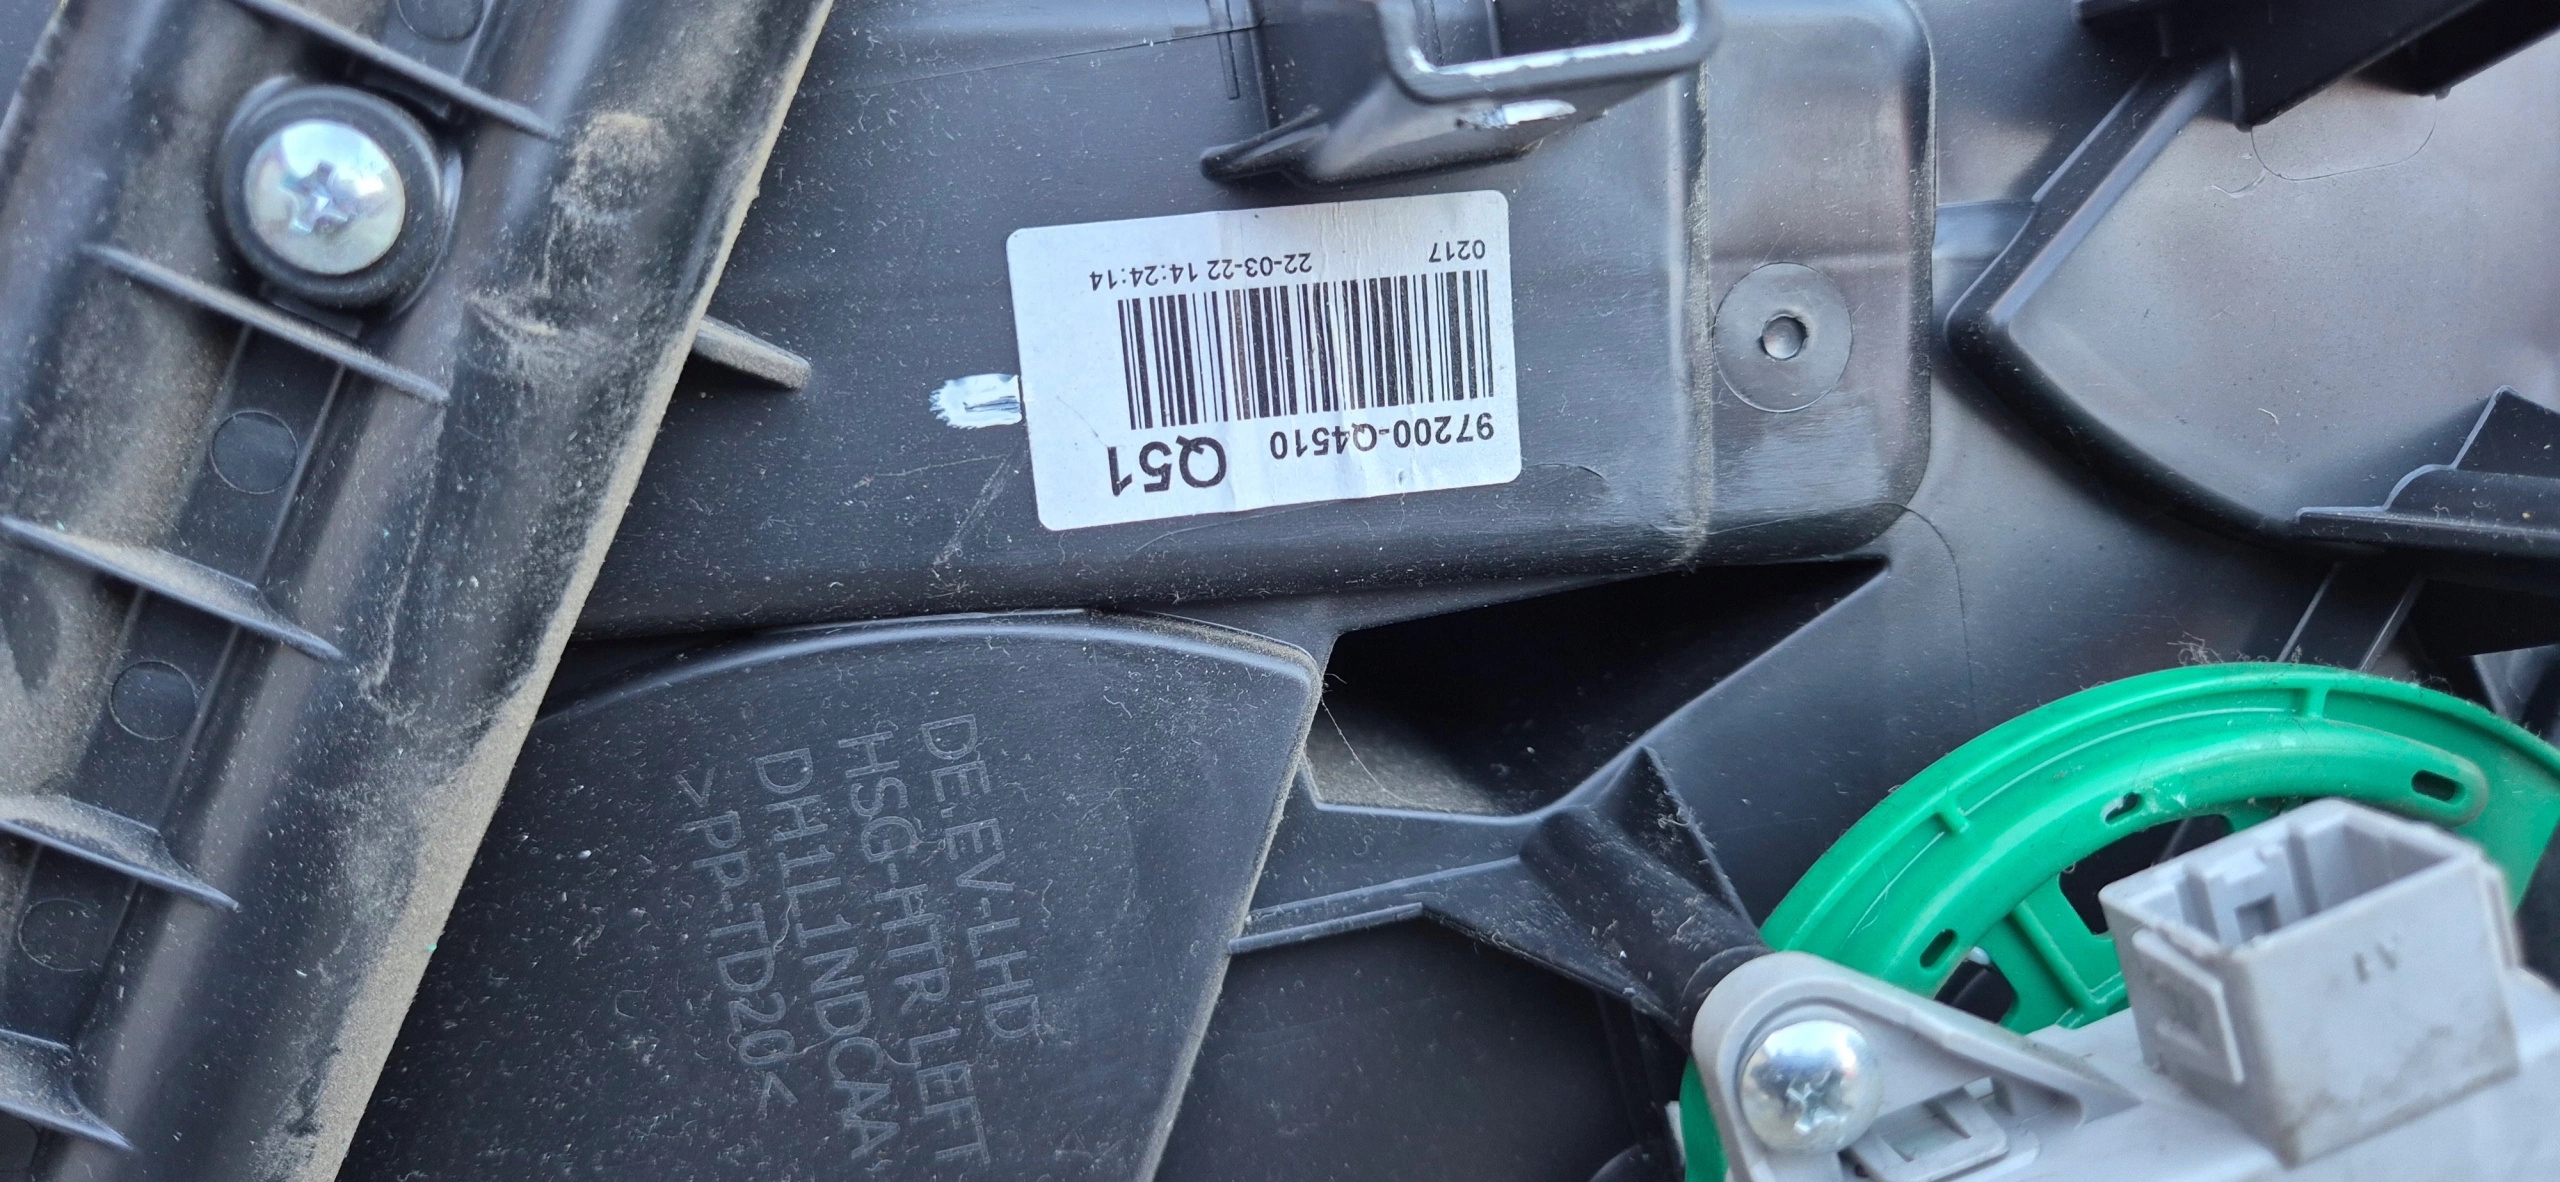 97200-Q4510
Q51
0217
22-03-22 14:24:14
DE.EV-LHD
HSG-HTR LEFT
DH1L1NDCAA
>PP-TD20<